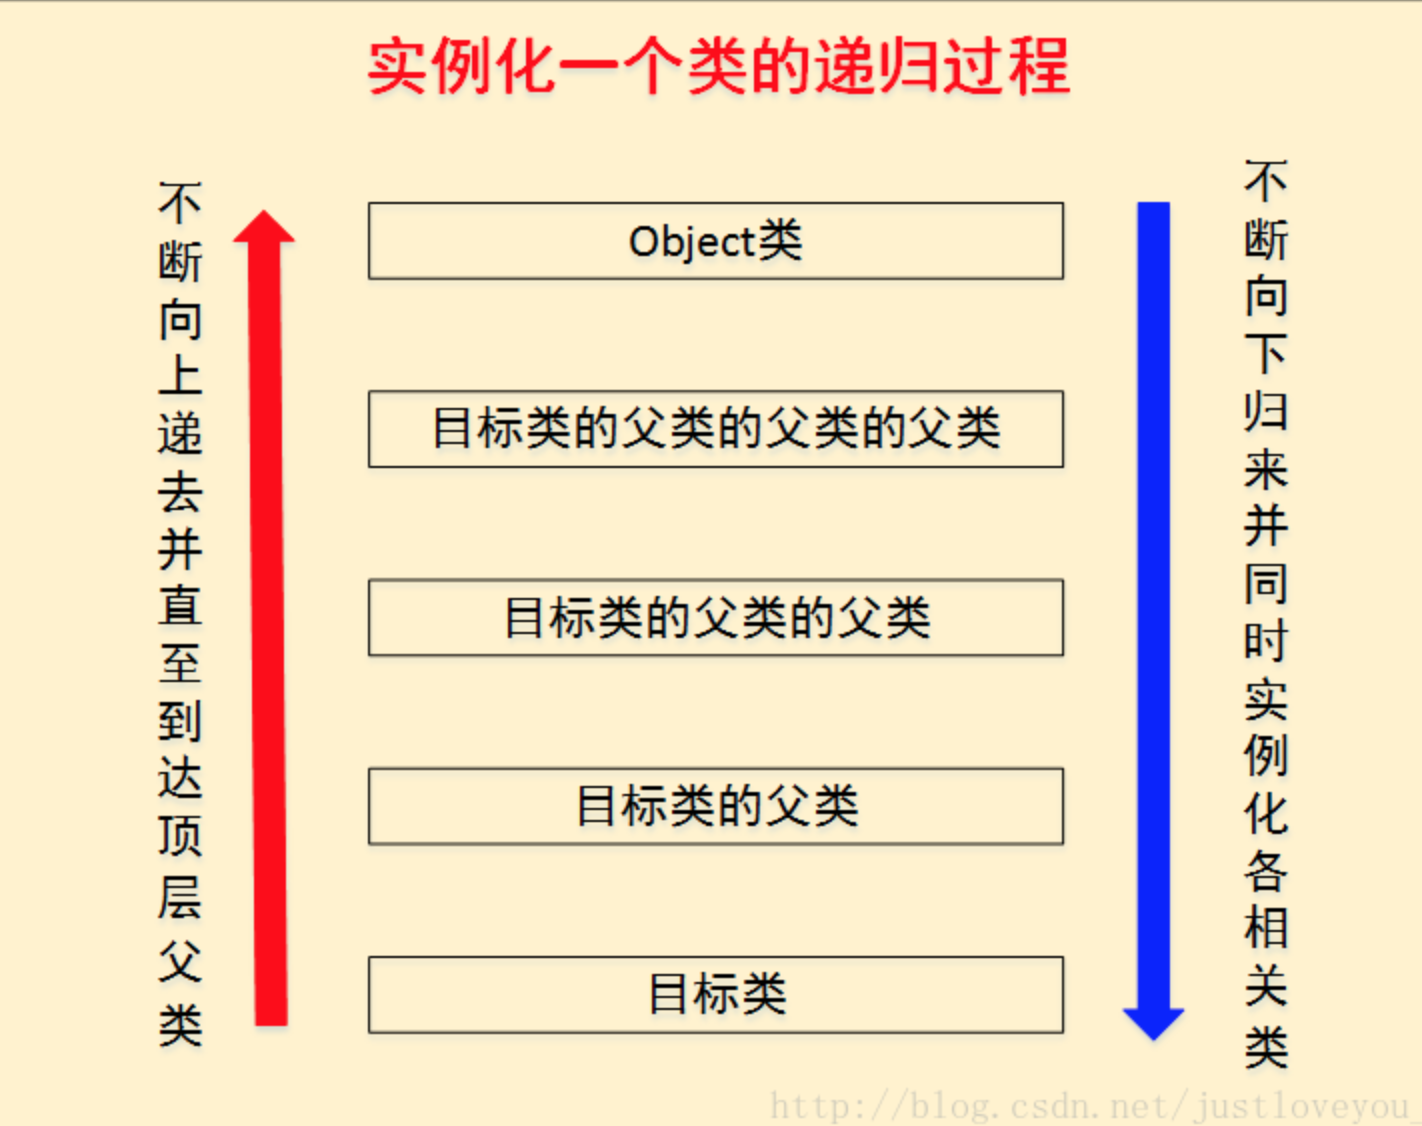 实例化一个类的递归过程
不断向上递去并直至到达顶层父类
Object类
目标类的父类的父类的父类
目标类的父类的父类
目标类的父类
目标类
不断向下归来并同时实例化各相关类
http://blog.csdn.net/justloveyou_